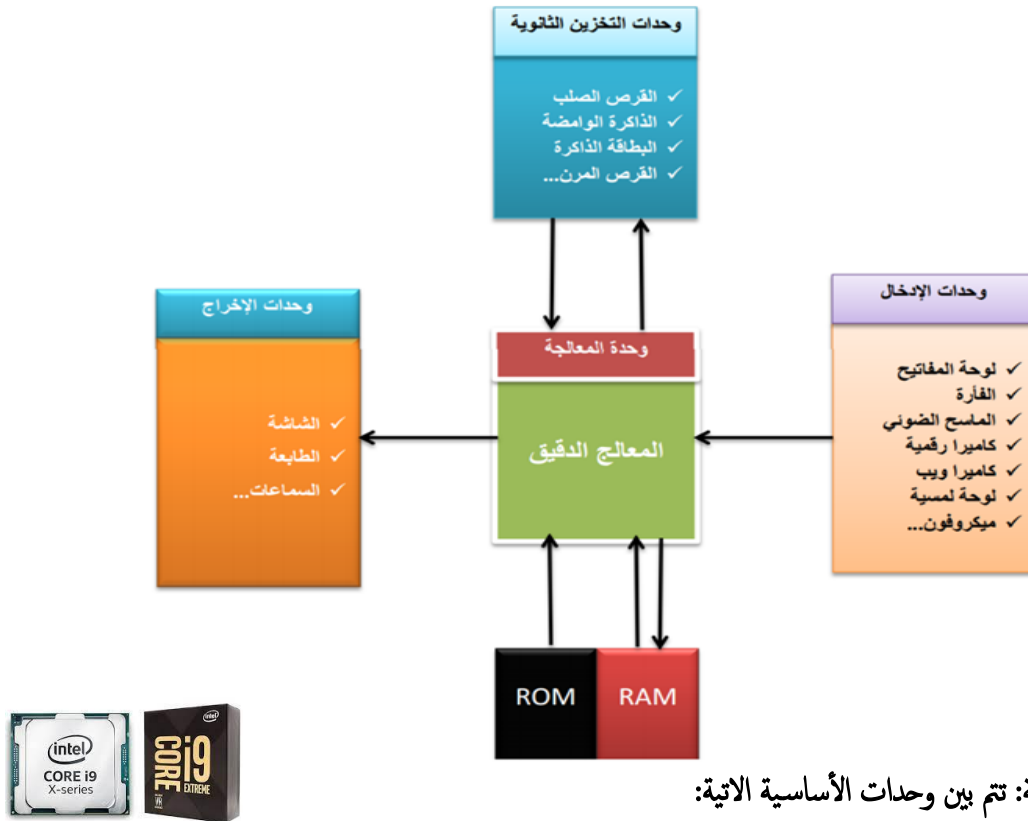 وحدات التخزين الثانوية
✓ القرص الصلب
✓ الذاكرة الوامضة
✓ البطاقة الذاكرة
✓ القرص المرن...
وحدات الإدخال
✓ لوحة المفاتيح
✓ الفأرة
✓ الماسح الضوئي
✓ كاميرا رقمية
✓ كاميرا ويب
✓ لوحة لمسية
✓ ميكروفون...
وحدة المعالجة
المعالج الدقيق
وحدات الإخراج
✓ الشاشة
✓ الطابعة
✓ السماعات...
ROM
RAM
intel
CORE i9
X-series
intel
CORE i9
EXTREME
تتم بين وحدات الأساسية الاتية: